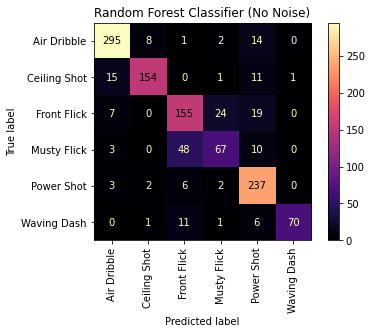 Random Forest Classifier (No Noise)
True label
Air Dribble 295 8 1 2 14 0
Ceiling Shot 15 154 0 1 11 1
Front Flick 7 0 155 24 19 0
Musty Flick 3 0 48 67 10 0
Power Shot 3 2 6 2 237 0
Waving Dash 0 1 11 1 6 70
Air Dribble
Ceiling Shot
Front Flick
Musty Flick
Power Shot
Waving Dash
Predicted label
250
200
150
100
50
0